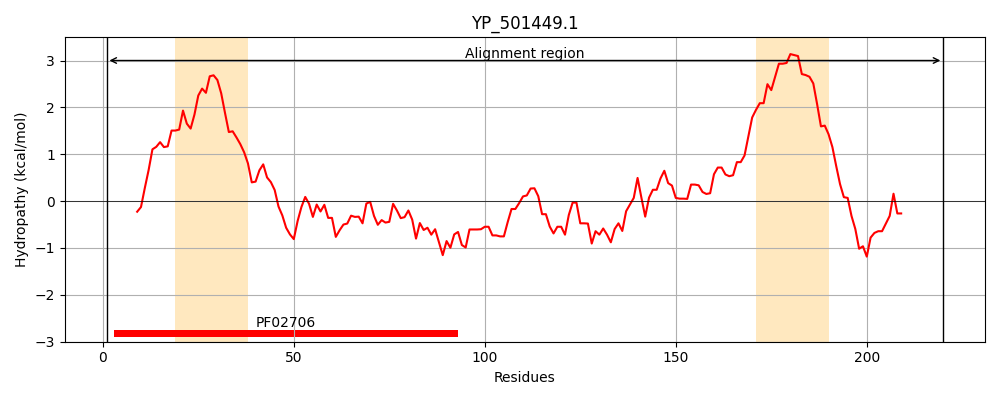 YP_501449.1
Alignment region
3
2
1
0
−1
−2
−3
Hydropathy (kcal/mol)
PF02706
0
50
100
150
200
Residues